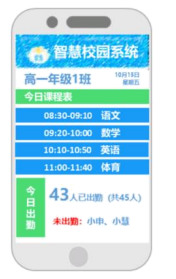 智慧校园系统
高一年级1班
10月18日
星期五
今日课程表
08:30-09:10 语文
09:20-10:00 数学
10:10-10:50 英语
11:00-11:40 体育
今日出勤
43人已出勤 (共45人)
未出勤：小申、小慧